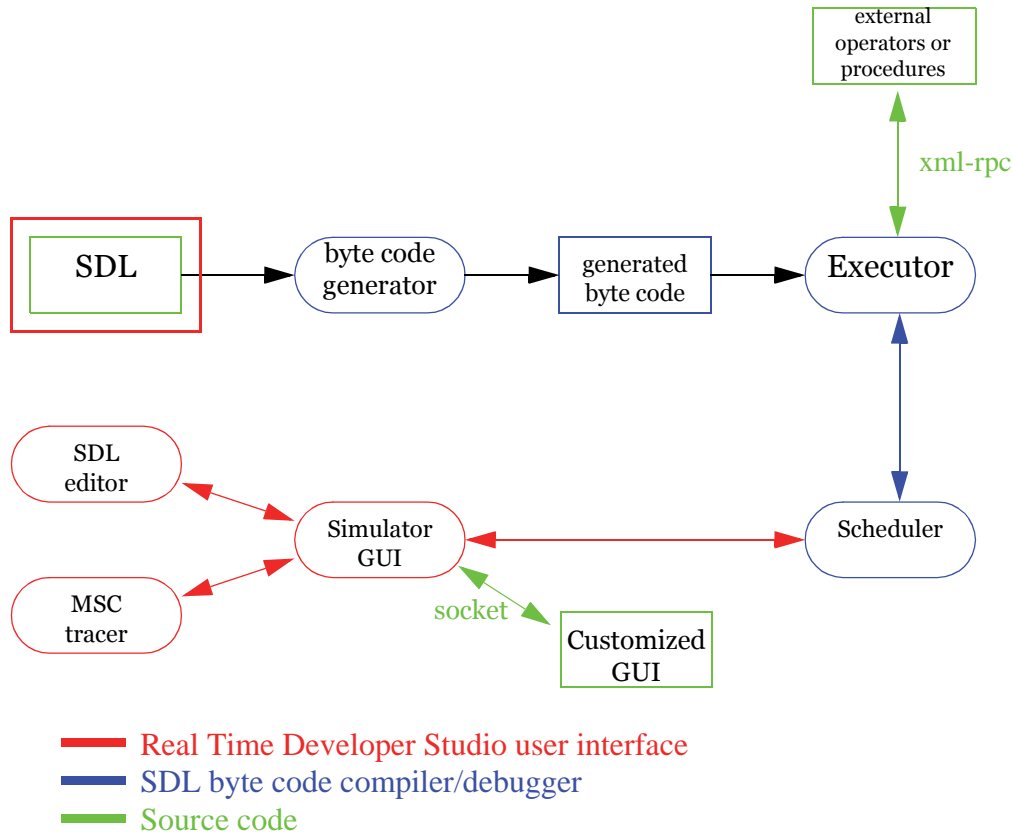 external
operators or
procedures
xml-rpc
SDL
byte code
generator
generated
byte code
Executor
SDL
editor
Simulator
GUI
Scheduler
MSC
tracer
socket
Customized
GUI
Real Time Developer Studio user interface
SDL byte code compiler/debugger
Source code